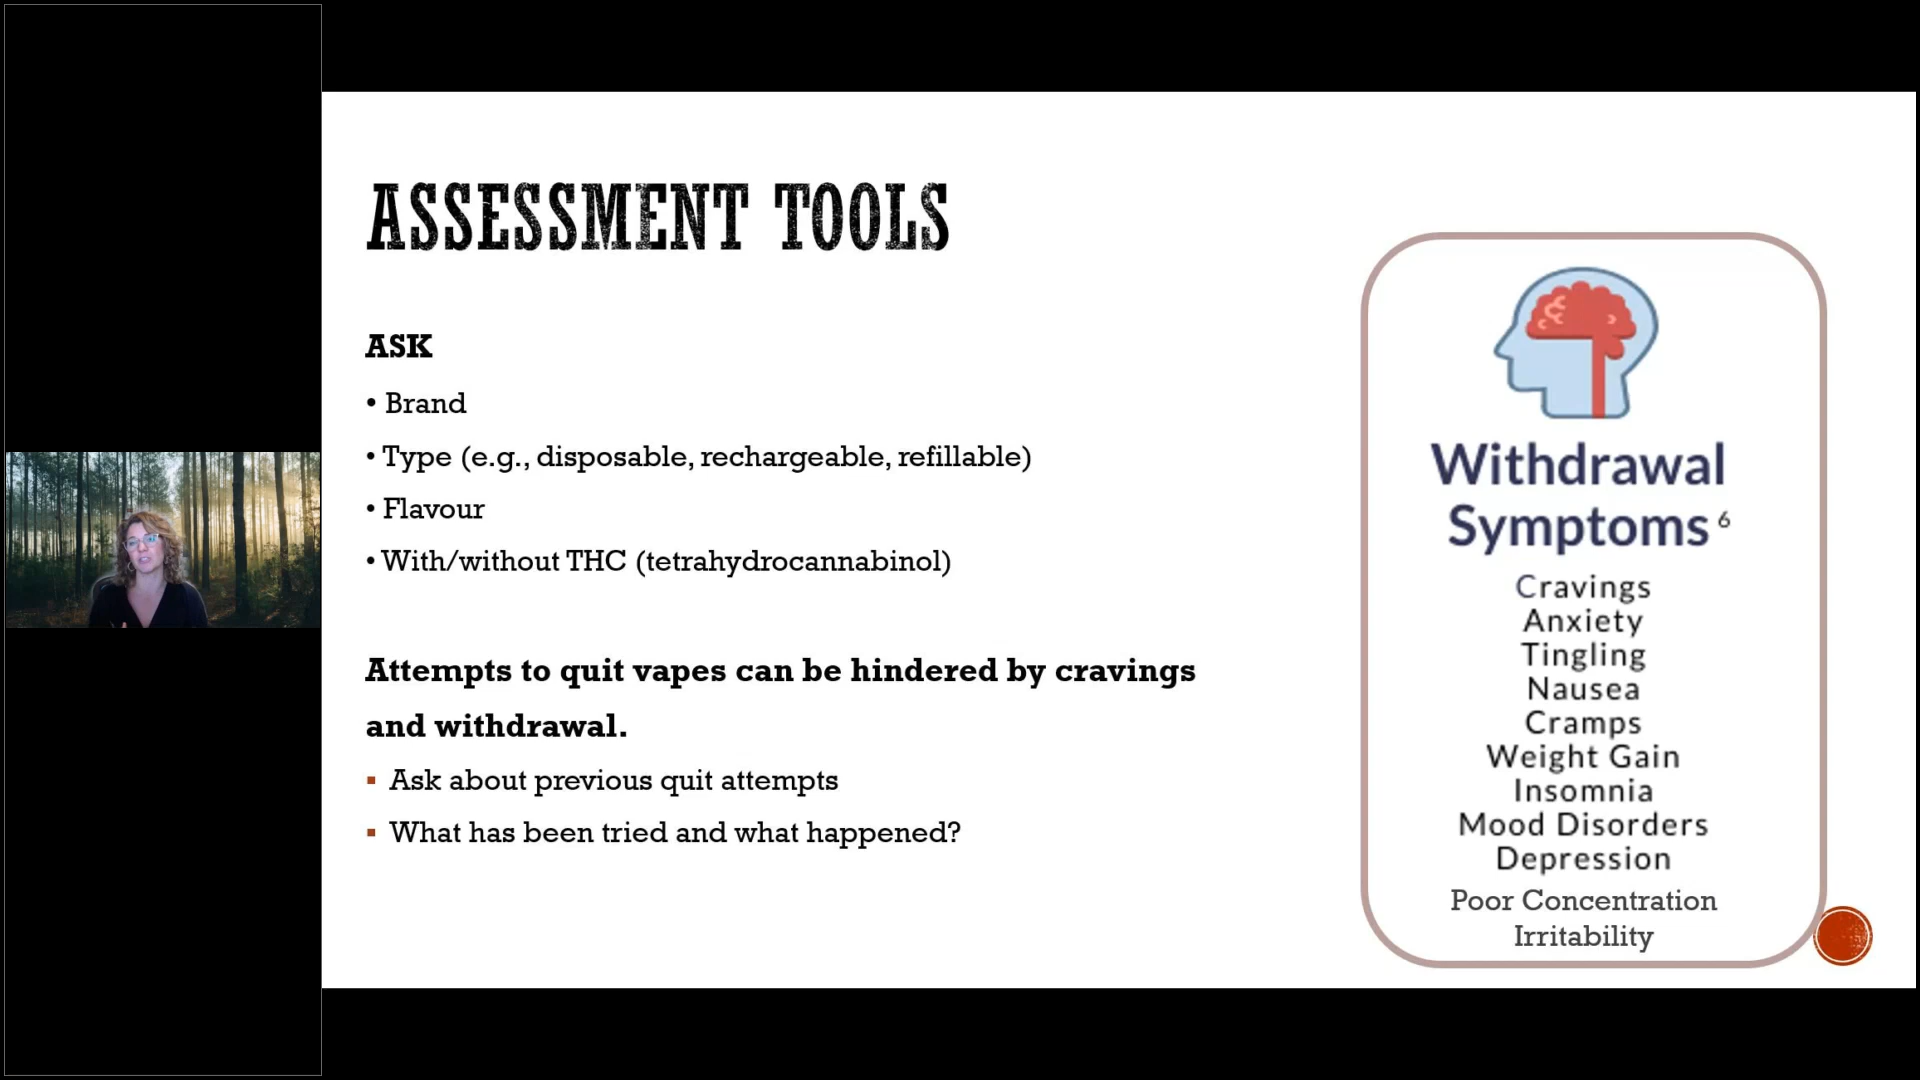 ASSESSMENT TOOLS
ASK
• Brand
• Type (e.g., disposable, rechargeable, refillable)
• Flavour
• With/without THC (tetrahydrocannabinol)
Attempts to quit vapes can be hindered by cravings
and withdrawal.
▪ Ask about previous quit attempts
▪ What has been tried and what happened?
Withdrawal
Symptoms 6
Cravings
Anxiety
Tingling
Nausea
Cramps
Weight Gain
Insomnia
Mood Disorders
Depression
Poor Concentration
Irritability